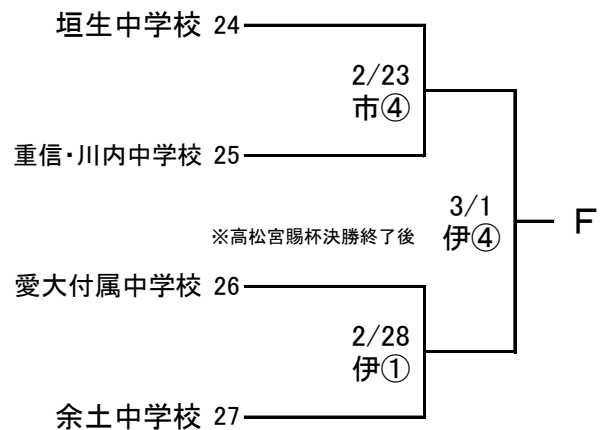 垣生中学校 24
2/23
市④
重信・川内中学校 25
3/1
伊④
F
※高松宮賜杯決勝終了後
愛大付属中学校 26
2/28
伊①
余土中学校 27